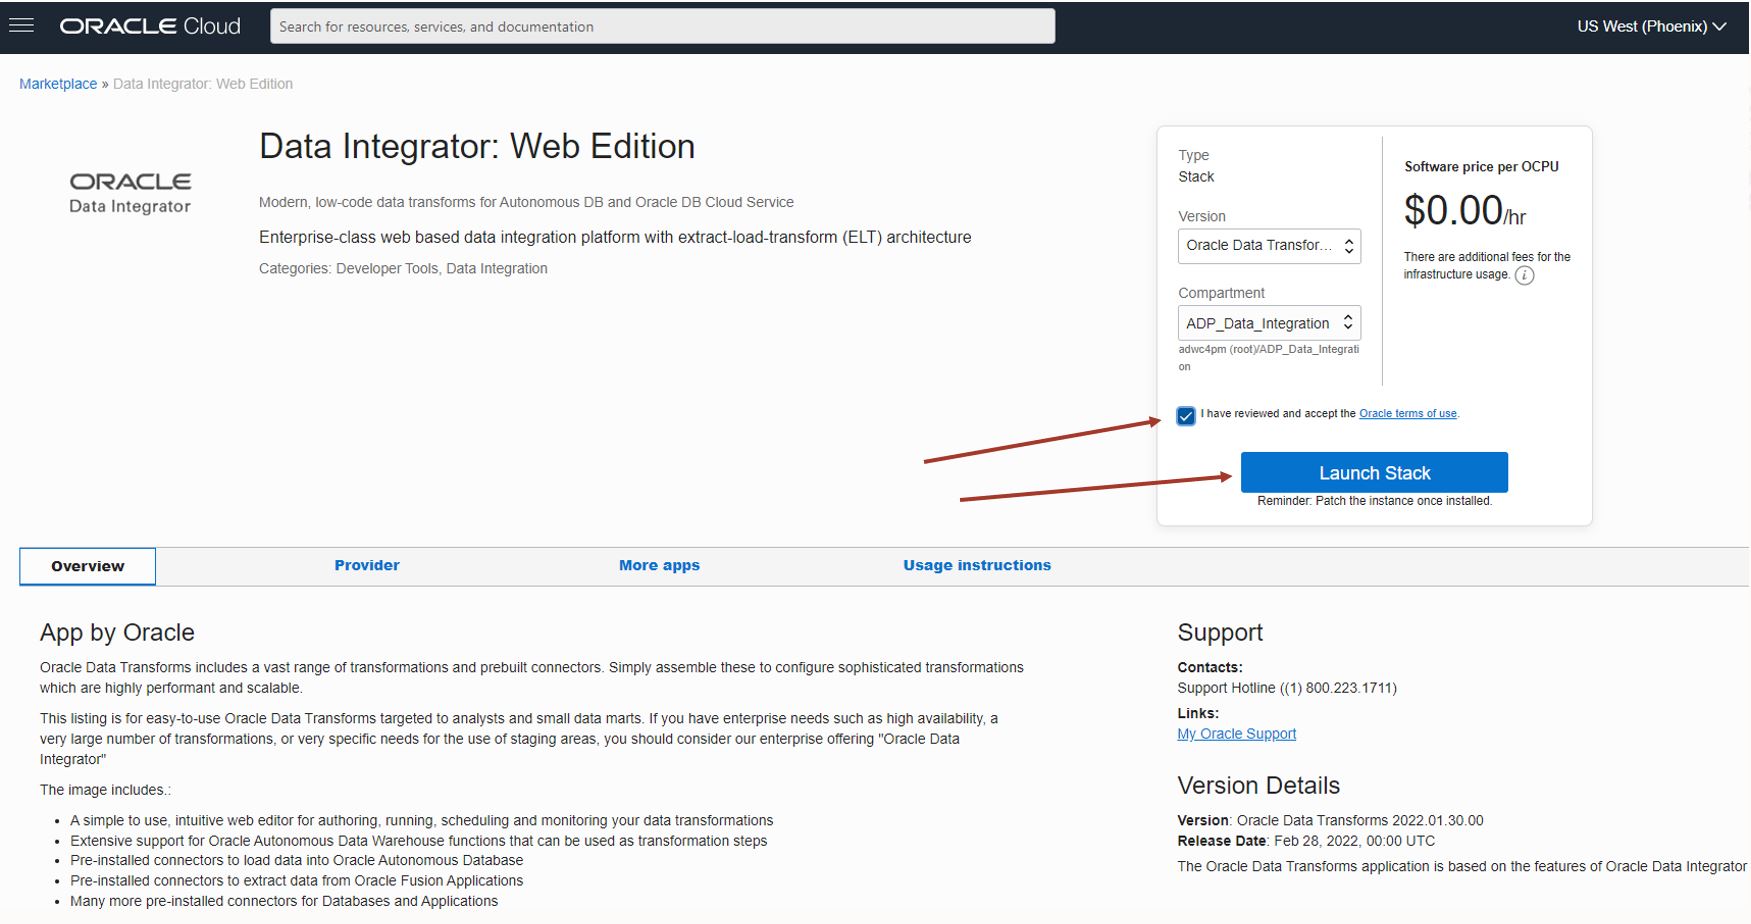 ORACLE Cloud
Search for resources, services, and documentation
US West (Phoenix)
Marketplace » Data Integrator: Web Edition
ORACLE
Data Integrator
Data Integrator: Web Edition
Modern, low-code data transforms for Autonomous DB and Oracle DB Cloud Service
Enterprise-class web based data integration platform with extract-load-transform (ELT) architecture
Categories: Developer Tools, Data Integration
Type
Stack
Version
Oracle Data Transfor...
Compartment
ADP_Data_Integration
adwc4pm (root)/ADP_Data_Integrati
on
Software price per OCPU
$0.00/hr
There are additional fees for the
infrastructure usage. i
I have reviewed and accept the Oracle terms of use.
Launch Stack
Reminder: Patch the instance once installed.
Overview
Provider
More apps
Usage instructions
App by Oracle
Oracle Data Transforms includes a vast range of transformations and prebuilt connectors. Simply assemble these to configure sophisticated transformations
which are highly performant and scalable.
This listing is for easy-to-use Oracle Data Transforms targeted to analysts and small data marts. If you have enterprise needs such as high availability, a
very large number of transformations, or very specific needs for the use of staging areas, you should consider our enterprise offering "Oracle Data
Integrator"
The image includes.:
• A simple to use, intuitive web editor for authoring, running, scheduling and monitoring your data transformations
• Extensive support for Oracle Autonomous Data Warehouse functions that can be used as transformation steps
• Pre-installed connectors to load data into Oracle Autonomous Database
• Pre-installed connectors to extract data from Oracle Fusion Applications
• Many more pre-installed connectors for Databases and Applications
Support
Contacts:
Support Hotline ((1) 800.223.1711)
Links:
My Oracle Support
Version Details
Version: Oracle Data Transforms 2022.01.30.00
Release Date: Feb 28, 2022, 00:00 UTC
The Oracle Data Transforms application is based on the features of Oracle Data Integrator